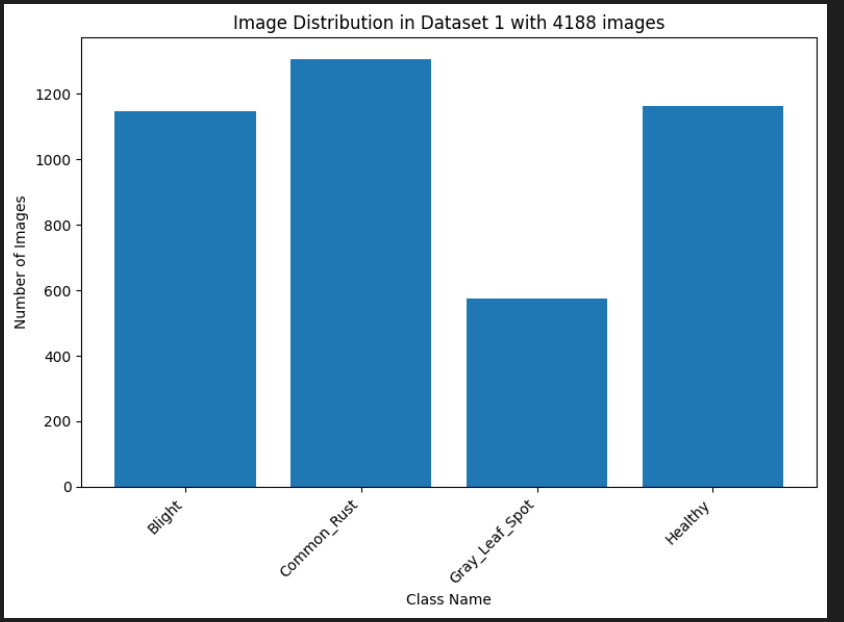 Image Distribution in Dataset 1 with 4188 images
Number of Images
1200
1000
800
600
400
200
0
Blight
Common_Rust
Gray_Leaf_Spot
Healthy
Class Name